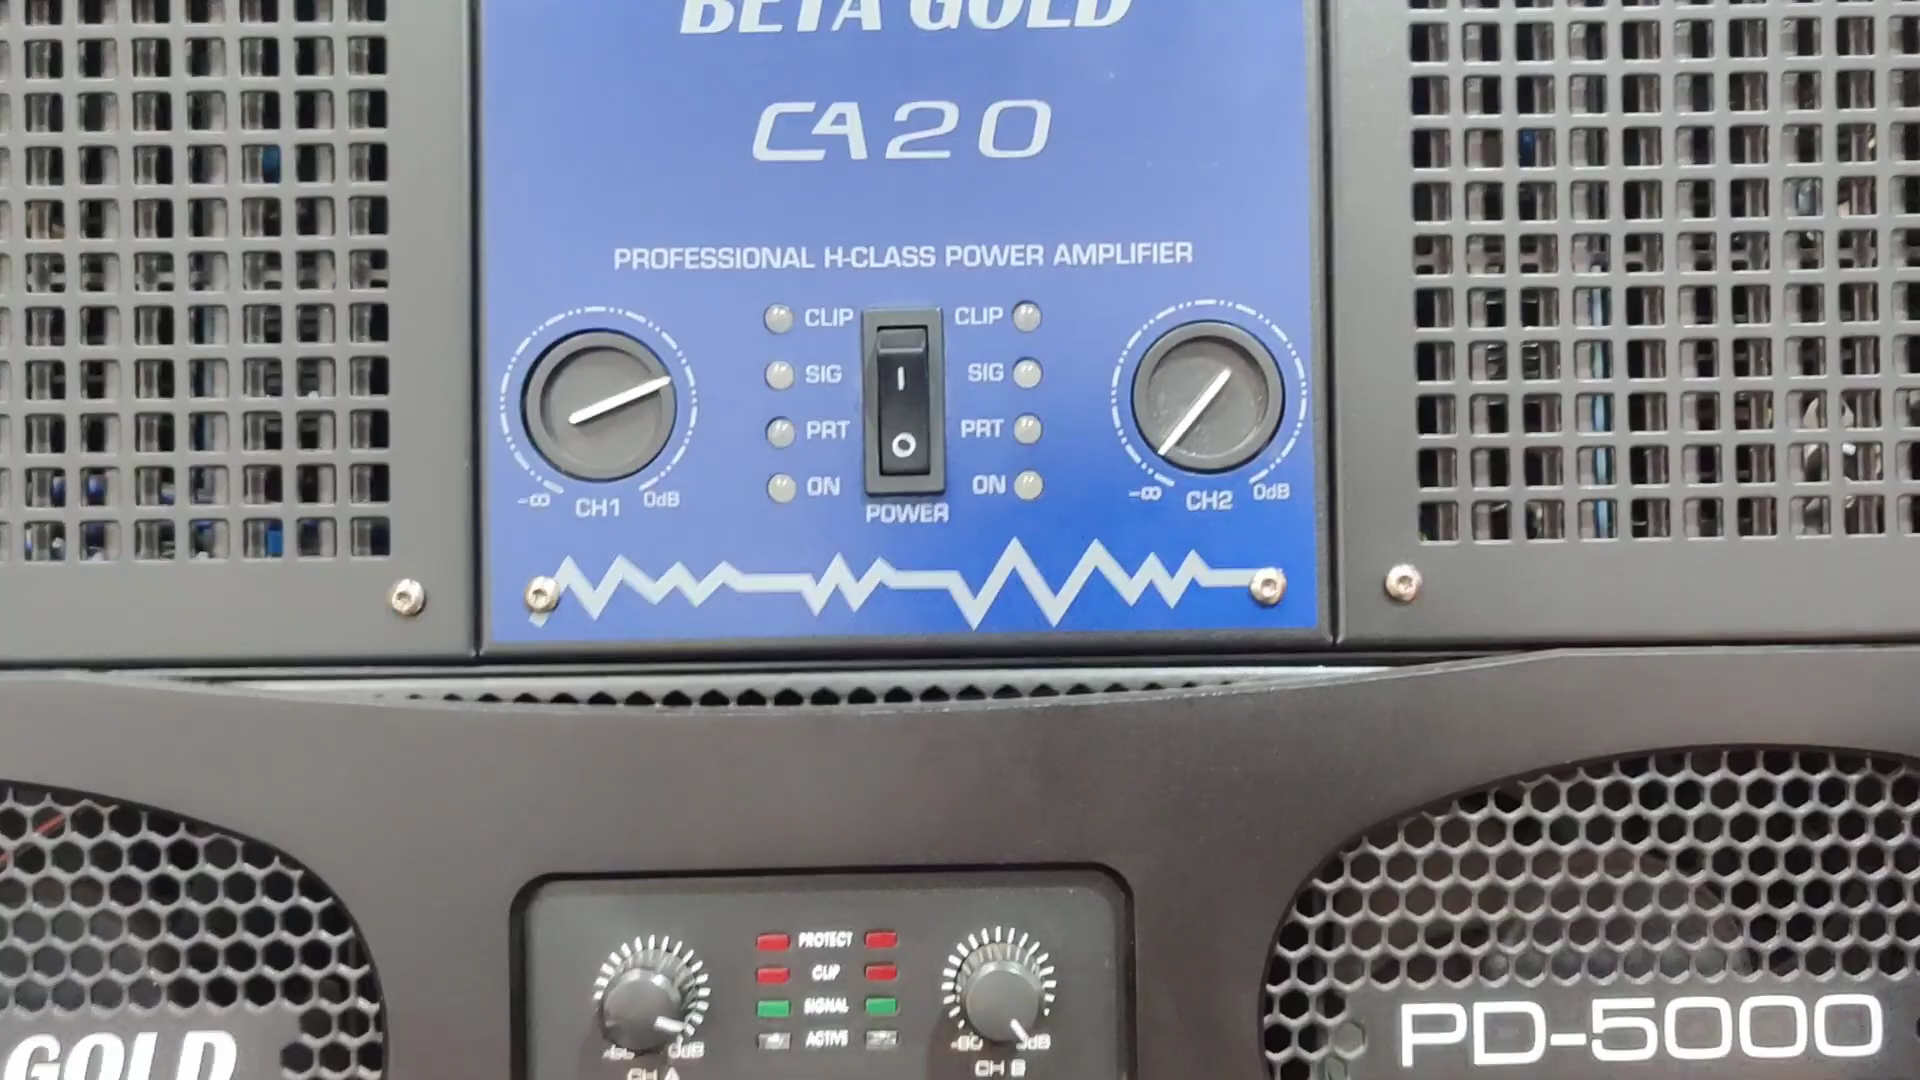 BETA GOLD
CA20
PROFESSIONAL H-CLASS POWER AMPLIFIER
CLIP CLIP
SIG SIG
PRT PRT
ON ON
-∞ CH1 0dB
POWER
-∞ CH2 0dB
PROTECT
CLIP
SIGNAL
ACTIVE
-∞ 0dB
CH A
-∞ 0dB
CH B
GOLD
PD-5000